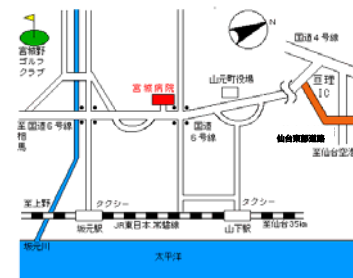 N
国道4号線
宮城野
ゴルフ
クラブ
宮城病院
山元町役場
亘理
IC
至国道6号線
至
相
馬
国道
6号線
仙台東部道路
至仙台空港
至上野
タクシー
タクシー
坂元駅
JR東日本 常磐線
山下駅
至仙台35km
坂元川
太平洋